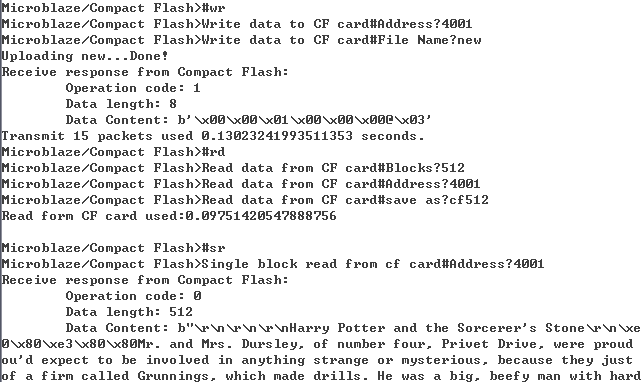 Microblaze/Compact Flash>#wr
Microblaze/Compact Flash>Write data to CF card#Address?4001
Microblaze/Compact Flash>Write data to CF card#File Name?new
Uploading new...Done!
Receive response from Compact Flash:
Operation code: 1
Data length: 8
Data Content: b'\x00\x00\x01\x00\x00\x00@\x03'
Transmit 15 packets used 0.13023241993511353 seconds.
Microblaze/Compact Flash>#rd
Microblaze/Compact Flash>Read data from CF card#Blocks?512
Microblaze/Compact Flash>Read data from CF card#Address?4001
Microblaze/Compact Flash>Read data from CF card#save as?cf512
Read form CF card used:0.09751420547888756
Microblaze/Compact Flash>#sr
Microblaze/Compact Flash>Single block read from cf card#Address?4001
Receive response from Compact Flash:
Operation code: 0
Data length: 512
Data Content: b"\r\n\r\n\r\nHarry Potter and the Sorcerer's Stone\r\n\xe
0\x80\xe3\x80\x80Mr. and Mrs. Dursley, of number four, Privet Drive, were proud
ou'd expect to be involved in anything strange or mysterious, because they just
of a firm called Grunnings, which made drills. He was a big, beefy man with hard